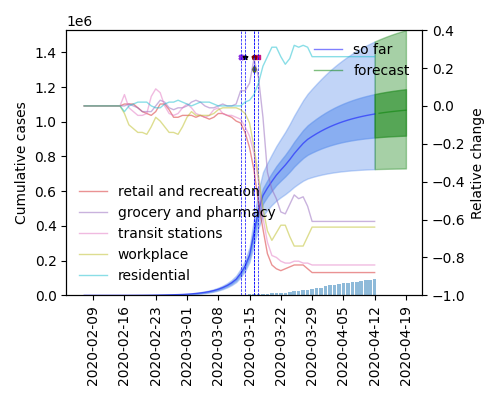 1e6
1.4
1.2
1.0
0.8
0.6
0.4
0.2
0.0
Cumulative cases
0.4
0.2
0.0
−0.2
−0.4
−0.6
−0.8
−1.0
Relative change
so far
forecast
retail and recreation
grocery and pharmacy
transit stations
workplace
residential
2020-02-09
2020-02-16
2020-02-23
2020-03-01
2020-03-08
2020-03-15
2020-03-22
2020-03-29
2020-04-05
2020-04-12
2020-04-19